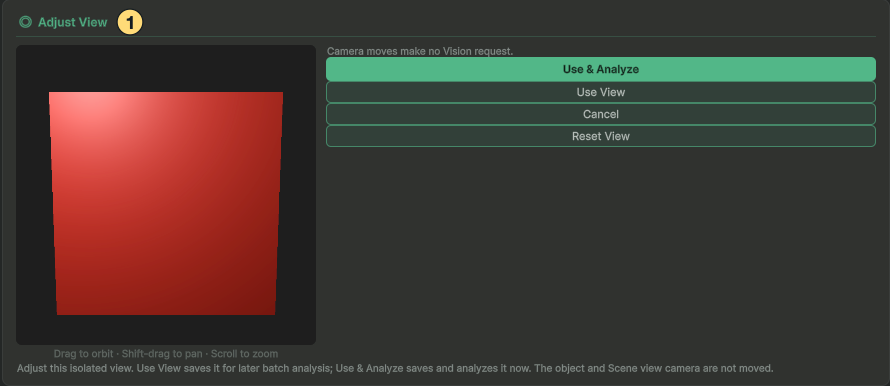 Adjust View 1
Camera moves make no Vision request.
Use & Analyze
Use View
Cancel
Reset View
Drag to orbit · Shift-drag to pan · Scroll to zoom
Adjust this isolated view. Use View saves it for later batch analysis; Use & Analyze saves and analyzes it now. The object and Scene view camera are not moved.